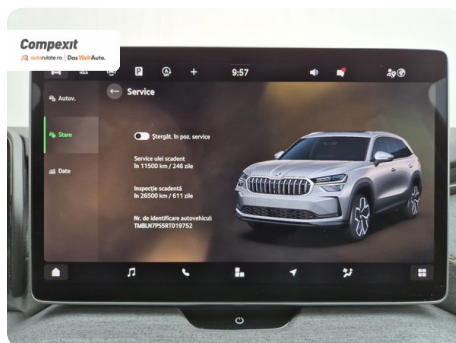 Compexit
autorulate.ro | Das WeltAuto.
9:57
Service
Autov.
Stare
Date
Ștergăt. în poz. service
Service ulei scadent
în 11500 km / 246 zile
Inspecție scadentă
în 26500 km / 611 zile
Nr. de identificare autovehicul:
TMBLN7PS5RT019752